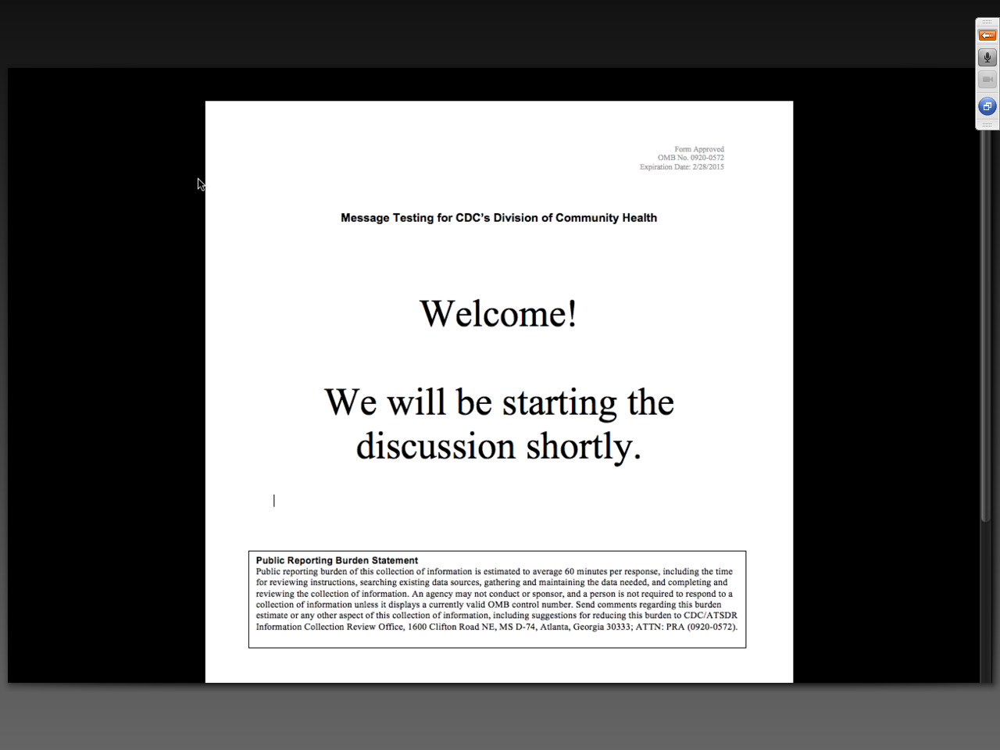 Form Approved
OMB No. 0920-0572
Expiration Date: 2/28/2015
Message Testing for CDC's Division of Community Health
Welcome!
We will be starting the
discussion shortly.
Public Reporting Burden Statement
Public reporting burden of this collection of information is estimated to average 60 minutes per response, including the time
for reviewing instructions, searching existing data sources, gathering and maintaining the data needed, and completing and
reviewing the collection of information. An agency may not conduct or sponsor, and a person is not required to respond to a
collection of information unless it displays a currently valid OMB control number. Send comments regarding this burden
estimate or any other aspect of this collection of information, including suggestions for reducing this burden to CDC/ATSDR
Information Collection Review Office, 1600 Clifton Road NE, MS D-74, Atlanta, Georgia 30333; ATTN: PRA (0920-0572).